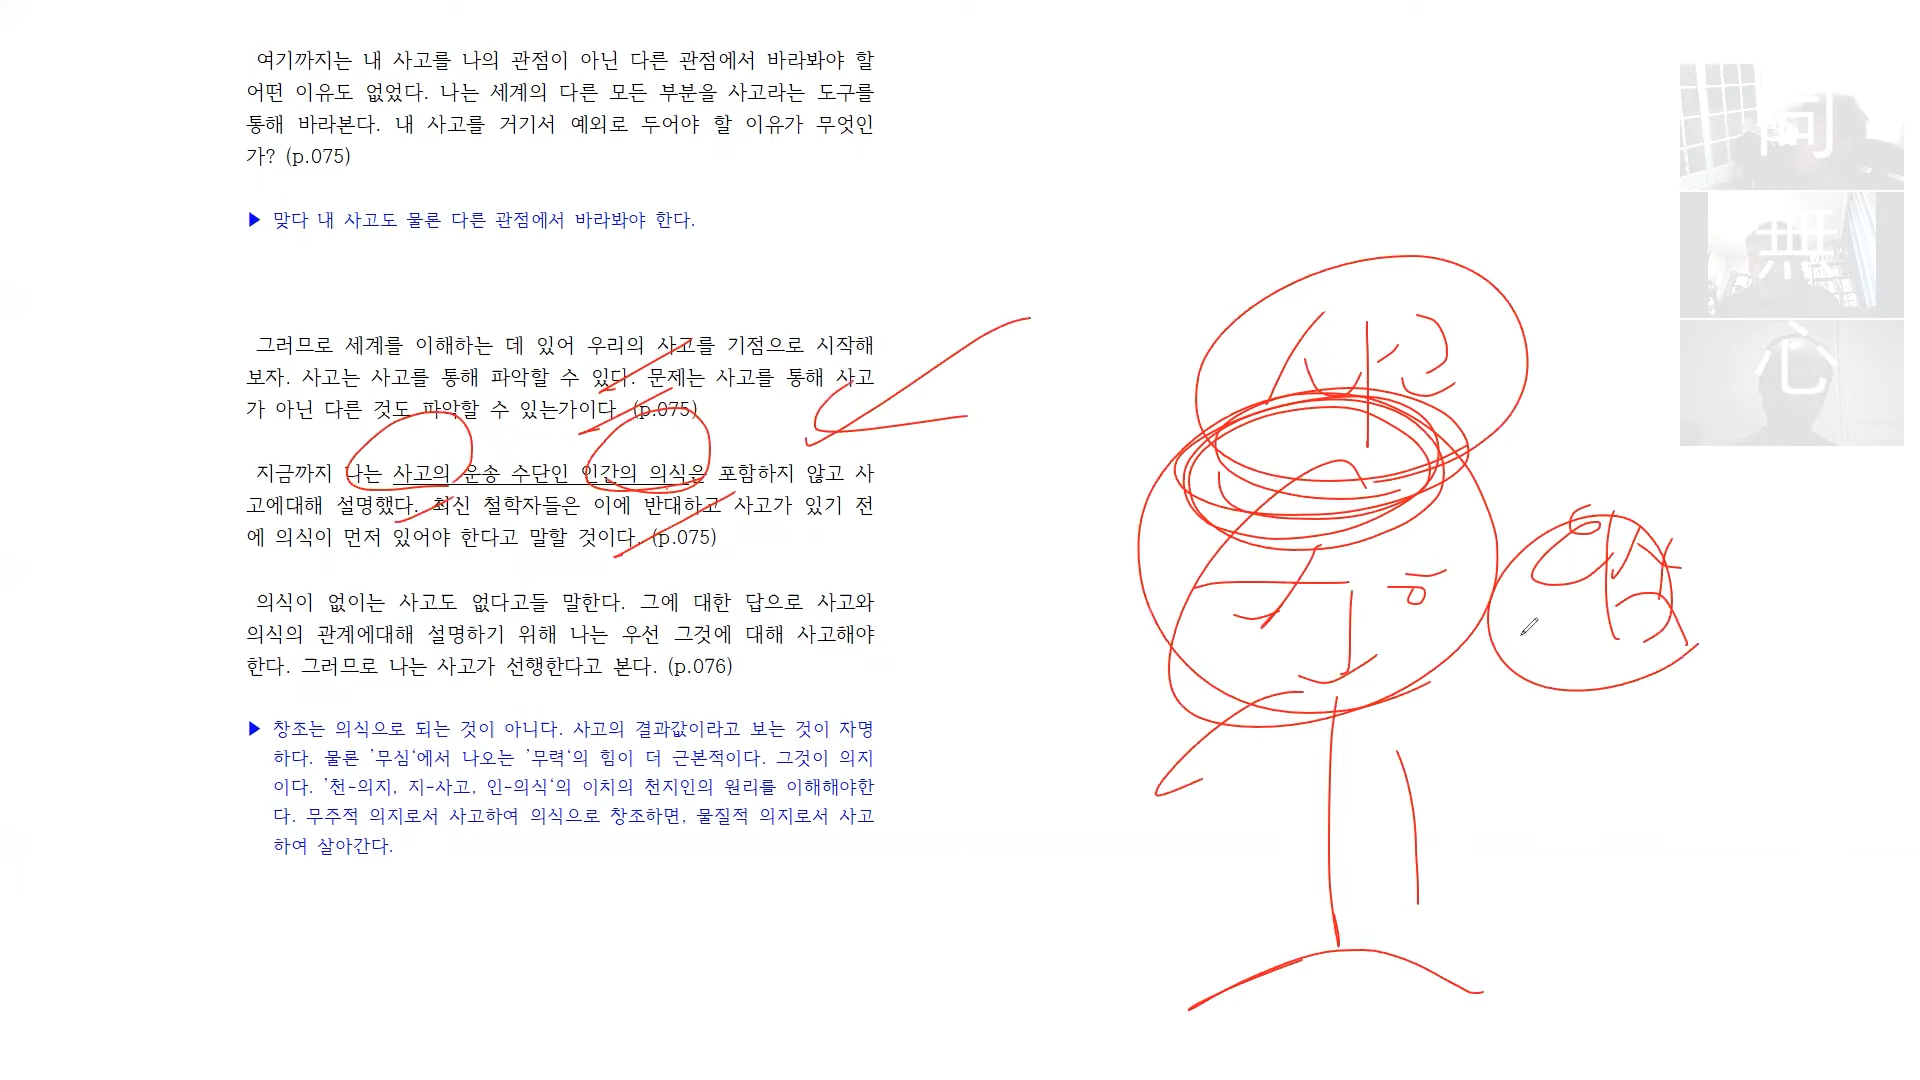 여기까지는 내 사고를 나의 관점이 아닌 다른 관점에서 바라봐야 할
어떤 이유도 없었다. 나는 세계의 다른 모든 부분을 사고라는 도구를
통해 바라본다. 내 사고를 거기서 예외로 두어야 할 이유가 무엇인
가? (p.075)
▶ 맞다 내 사고도 물론 다른 관점에서 바라봐야 한다.
그러므로 세계를 이해하는 데 있어 우리의 사고를 기점으로 시작해
보자. 사고는 사고를 통해 파악할 수 있다. 문제는 사고를 통해 사고
가 아닌 다른 것도 파악할 수 있는가이다. (p.075)
지금까지 나는 사고의 운송 수단인 인간의 의식은 포함하지 않고 사
고에대해 설명했다. 최신 철학자들은 이에 반대하고 사고가 있기 전
에 의식이 먼저 있어야 한다고 말할 것이다. (p.075)
의식이 없이는 사고도 없다고들 말한다. 그에 대한 답으로 사고와
의식의 관계에대해 설명하기 위해 나는 우선 그것에 대해 사고해야
한다. 그러므로 나는 사고가 선행한다고 본다. (p.076)
▶ 창조는 의식으로 되는 것이 아니다. 사고의 결과값이라고 보는 것이 자명
하다. 물론 '무심'에서 나오는 '무력'의 힘이 더 근본적이다. 그것이 의지
이다. '천-의지, 지-사고, 인-의식'의 이치의 천지인의 원리를 이해해야한
다. 무주적 의지로서 사고하여 의식으로 창조하면, 물질적 의지로서 사고
하여 살아간다.
사고
問
無
心